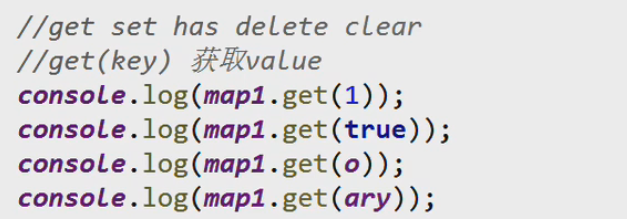 //get set has delete clear
//get(key) 获取value
console.log(map1.get(1));
console.log(map1.get(true));
console.log(map1.get(o));
console.log(map1.get(ary));